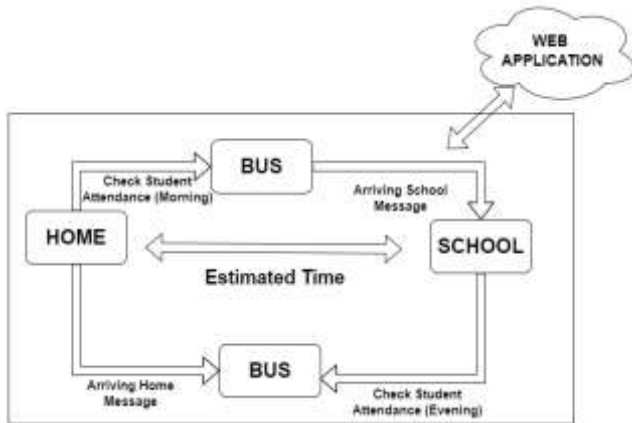 WEB
APPLICATION
BUS
Check Student
Attendance (Morning)
Arriving School
Message
HOME
SCHOOL
Estimated Time
BUS
Arriving Home
Message
Check Student
Attendance (Evening)